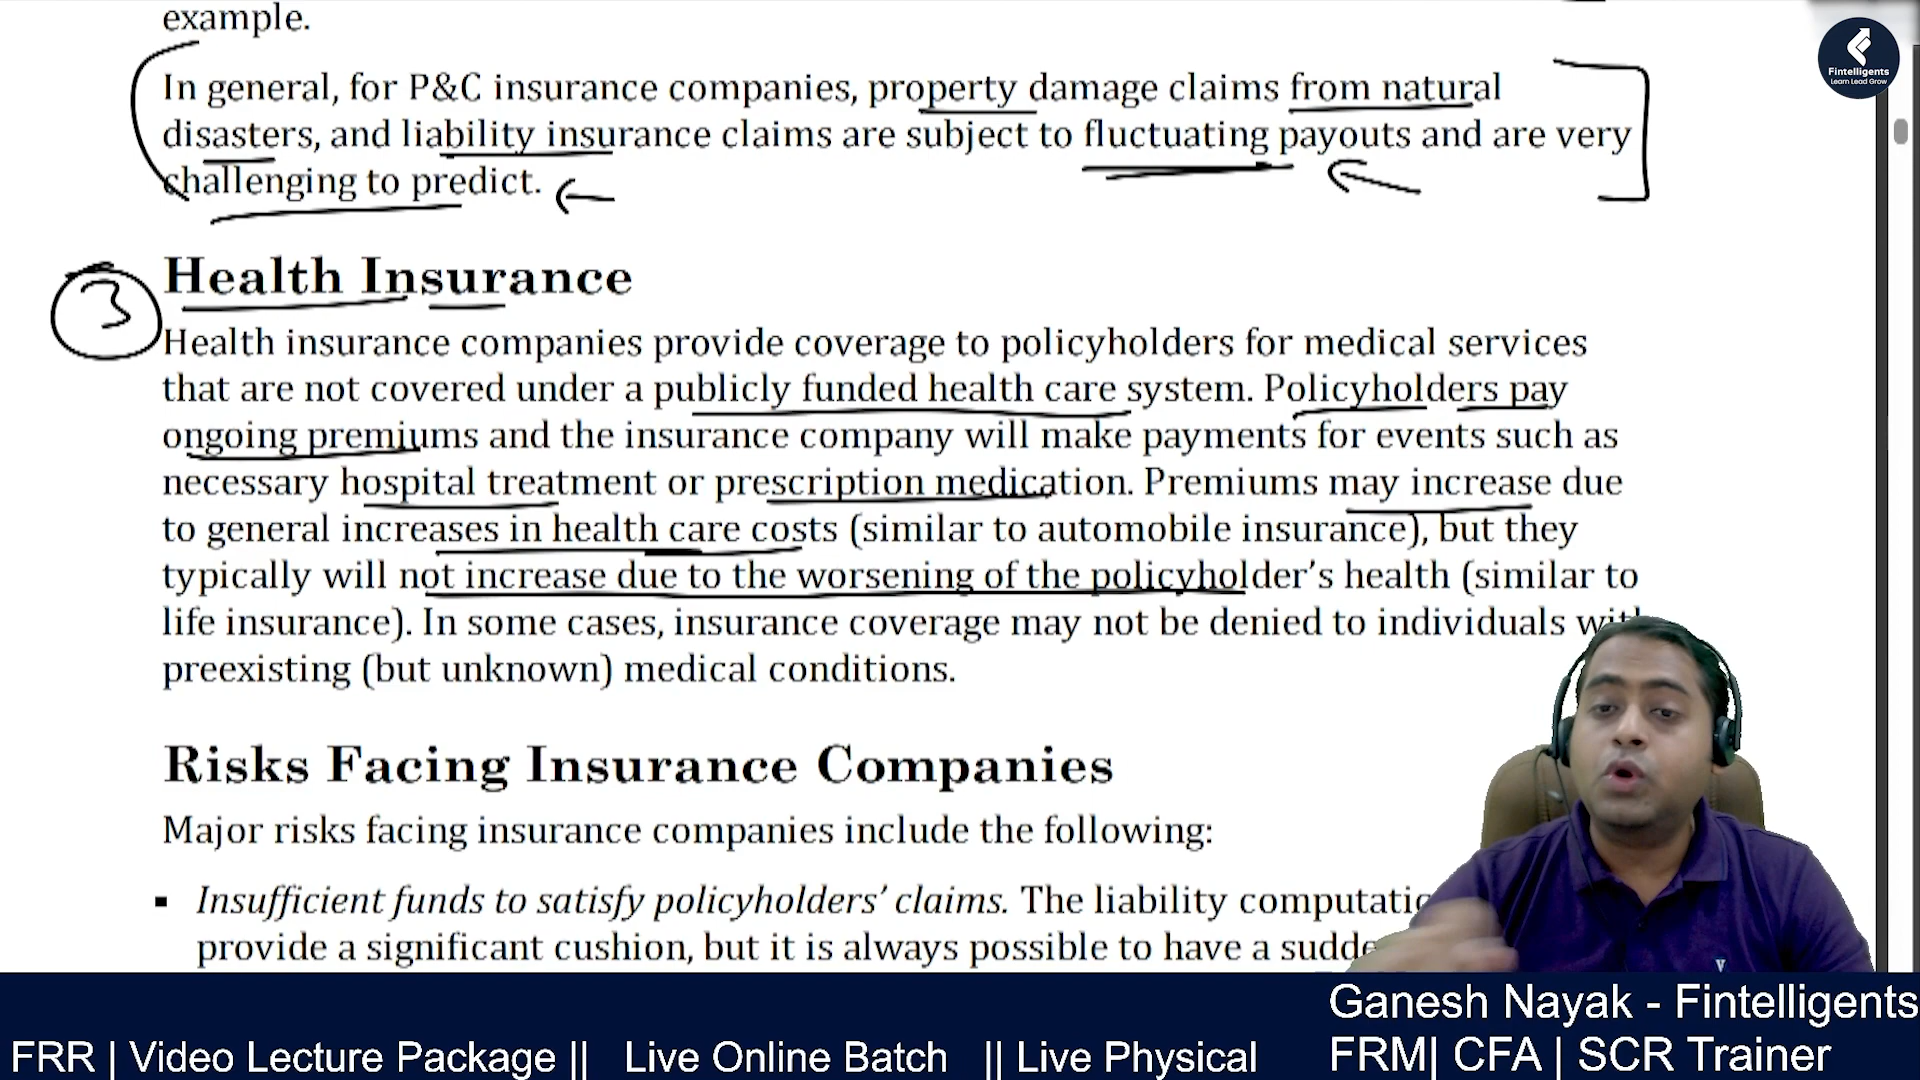 example.
Fintelligents
Learn Lead Grow
In general, for P&C insurance companies, property damage claims from natural
disasters, and liability insurance claims are subject to fluctuating payouts and are very
challenging to predict.
3
Health Insurance
Health insurance companies provide coverage to policyholders for medical services
that are not covered under a publicly funded health care system. Policyholders pay
ongoing premiums and the insurance company will make payments for events such as
necessary hospital treatment or prescription medication. Premiums may increase due
to general increases in health care costs (similar to automobile insurance), but they
typically will not increase due to the worsening of the policyholder’s health (similar to
life insurance). In some cases, insurance coverage may not be denied to individuals
preexisting (but unknown) medical conditions.
Risks Facing Insurance Companies
Major risks facing insurance companies include the following:
▪ Insufficient funds to satisfy policyholders’ claims. The liability
provide a significant cushion, but it is always possible to have a
Ganesh Nayak - Fintelligents
FRR | Video Lecture Package || Live Online Batch || Live Physical
FRM| CFA | SCR Trainer